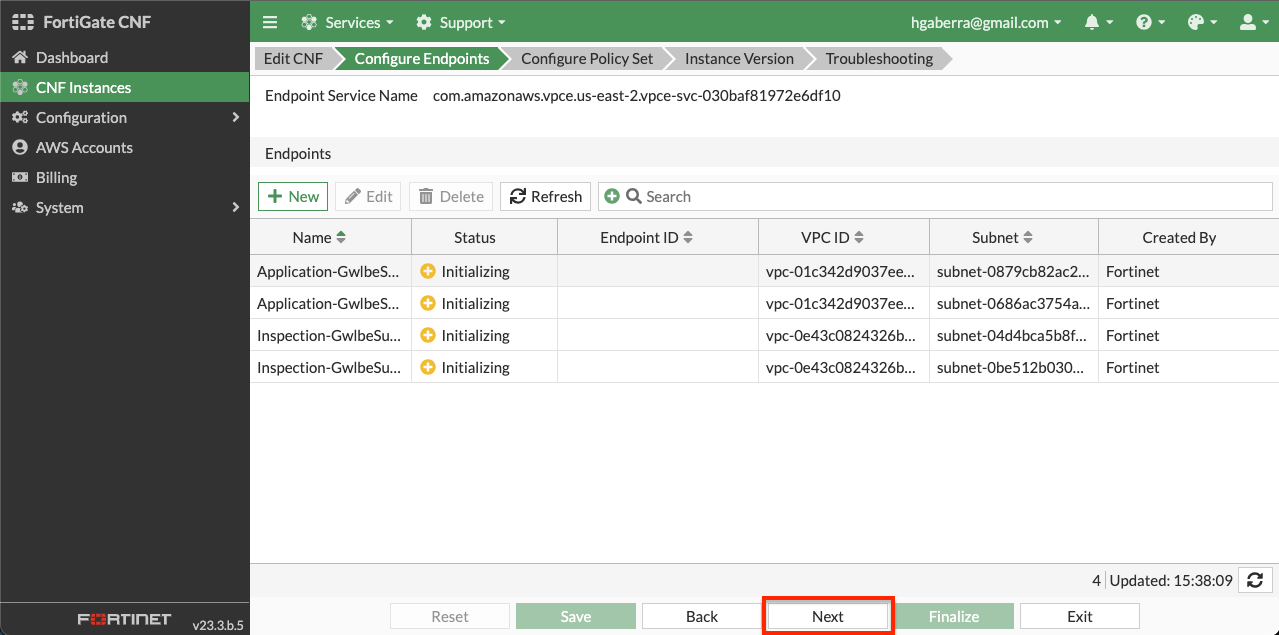 FortiGate CNF
Services
Support
hgaberra@gmail.com
Dashboard
CNF Instances
Configuration
AWS Accounts
Billing
System
Edit CNF
Configure Endpoints
Configure Policy Set
Instance Version
Troubleshooting
Endpoint Service Name com.amazonaws.vpce.us-east-2.vpce-svc-030baf81972e6df10
Endpoints
New Edit Delete Refresh Search
Name Status Endpoint ID VPC ID Subnet Created By
Application-GwlbeS... Initializing vpc-01c342d9037ee... subnet-0879cb82ac2... Fortinet
Application-GwlbeS... Initializing vpc-01c342d9037ee... subnet-0686ac3754a... Fortinet
Inspection-GwlbeSu... Initializing vpc-0e43c0824326b... subnet-04d4bca5b8f... Fortinet
Inspection-GwlbeSu... Initializing vpc-0e43c0824326b... subnet-0be512b030... Fortinet
4 Updated: 15:38:09
Reset Save Back Next Finalize Exit
FORTINET v23.3.b.5